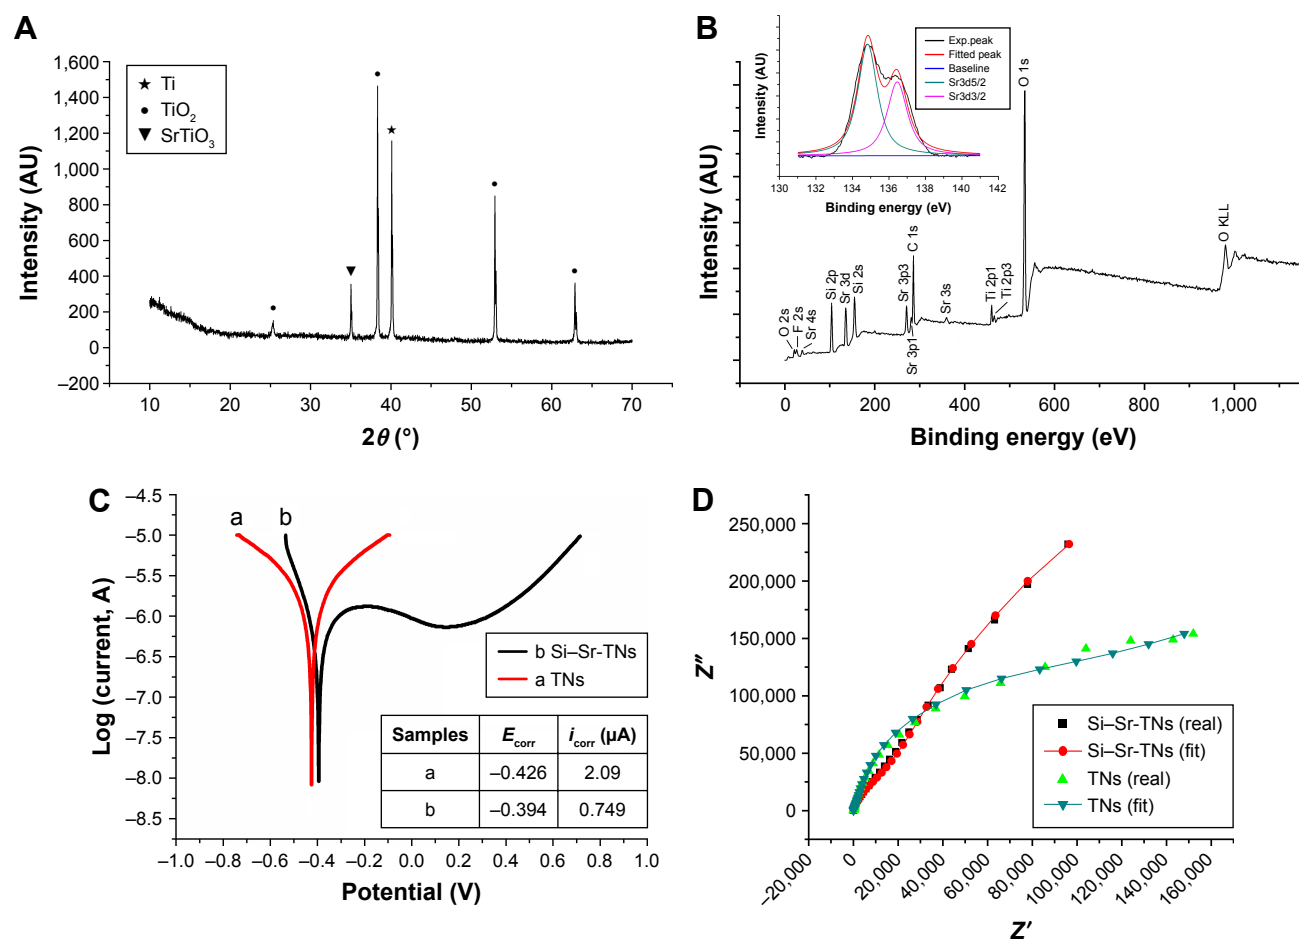 A
1,600
1,400
1,200
1,000
800
600
400
200
0
–200
Intensity (AU)
Ti
TiO2
SrTiO3
10 20 30 40 50 60 70
2θ (°)
B
Intensity (AU)
Exp.peak
Fitted peak
Baseline
Sr3d5/2
Sr3d3/2
130 132 134 136 138 140 142
Binding energy (eV)
Intensity (AU)
O 2s
F 2s
Sr 4s
Si 2p
Sr 3d
Si 2s
Sr 3p3
Sr 3p1
C 1s
Sr 3s
Ti 2p1
Ti 2p3
O 1s
O KLL
0 200 400 600 800 1,000
Binding energy (eV)
C
–4.5
–5.0
–5.5
–6.0
–6.5
–7.0
–7.5
–8.0
–8.5
Log (current, A)
a b
b Si–Sr-TNs
a TNs
Samples Ecorr icorr (µA)
a –0.426 2.09
b –0.394 0.749
–1.0 –0.8 –0.6 –0.4 –0.2 0.0 0.2 0.4 0.6 0.8 1.0
Potential (V)
D
250,000
200,000
150,000
100,000
50,000
0
Z″
Si–Sr-TNs (real)
Si–Sr-TNs (fit)
TNs (real)
TNs (fit)
–20,000 0 20,000 40,000 60,000 80,000 100,000 120,000 140,000 160,000
Z′